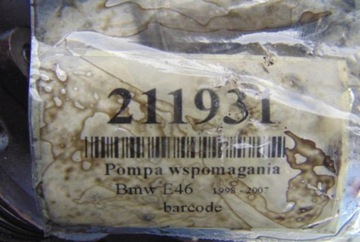 211931
Pompa wspomagania
Bmw E46 1998 - 2007
barcode